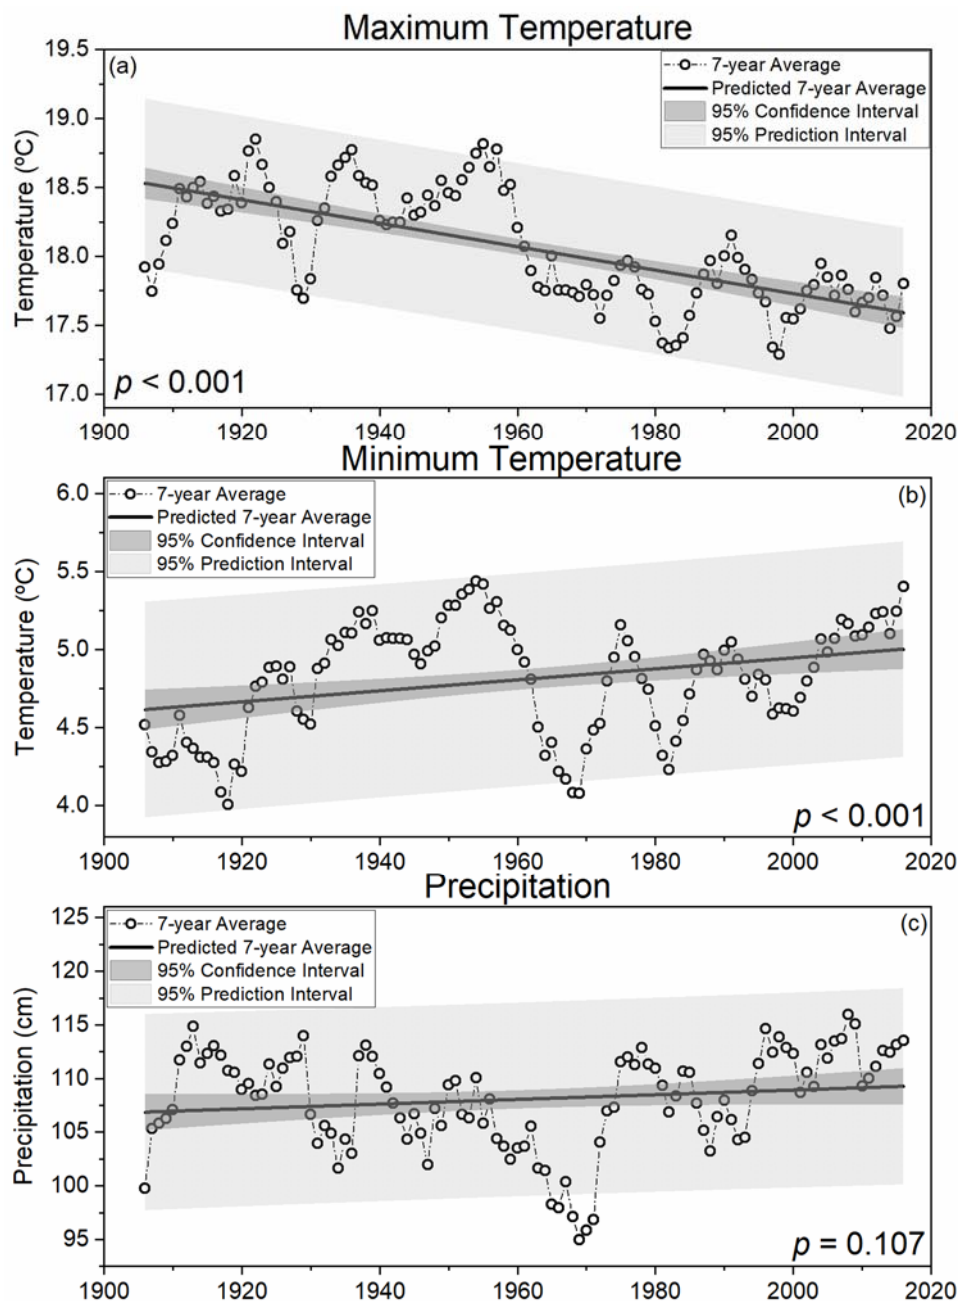 Maximum Temperature
(a)
7-year Average
Predicted 7-year Average
95% Confidence Interval
95% Prediction Interval
Temperature (ºC)
19.5
19.0
18.5
18.0
17.5
17.0
p < 0.001
1900 1920 1940 1960 1980 2000 2020
Minimum Temperature
(b)
7-year Average
Predicted 7-year Average
95% Confidence Interval
95% Prediction Interval
Temperature (ºC)
6.0
5.5
5.0
4.5
4.0
p < 0.001
1900 1920 1940 1960 1980 2000 2020
Precipitation
(c)
7-year Average
Predicted 7-year Average
95% Confidence Interval
95% Prediction Interval
Precipitation (cm)
125
120
115
110
105
100
95
p = 0.107
1900 1920 1940 1960 1980 2000 2020